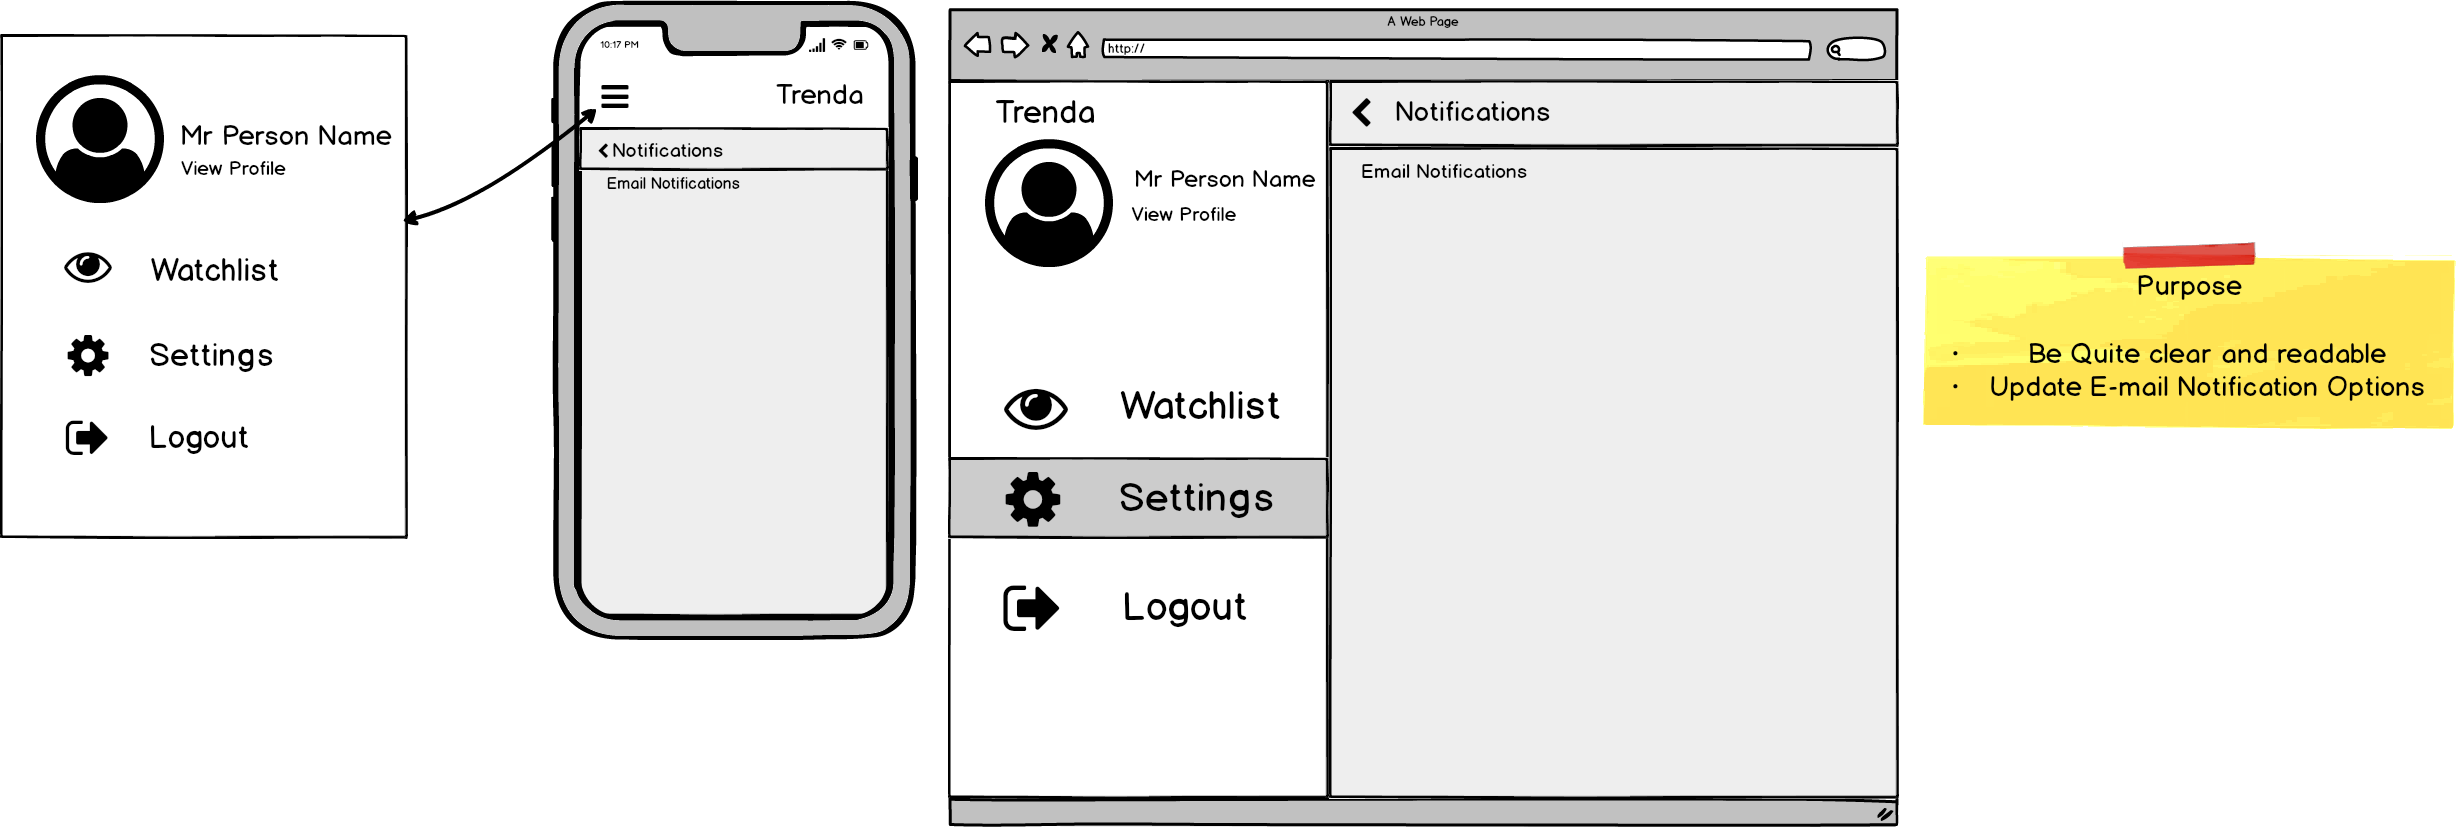 Mr Person Name
View Profile
Watchlist
Settings
Logout
10:17 PM
Trenda
Notifications
Email Notifications
A Web Page
http://
Trenda
Mr Person Name
View Profile
Watchlist
Settings
Logout
Notifications
Email Notifications
Purpose
• Be Quite clear and readable
• Update E-mail Notification Options